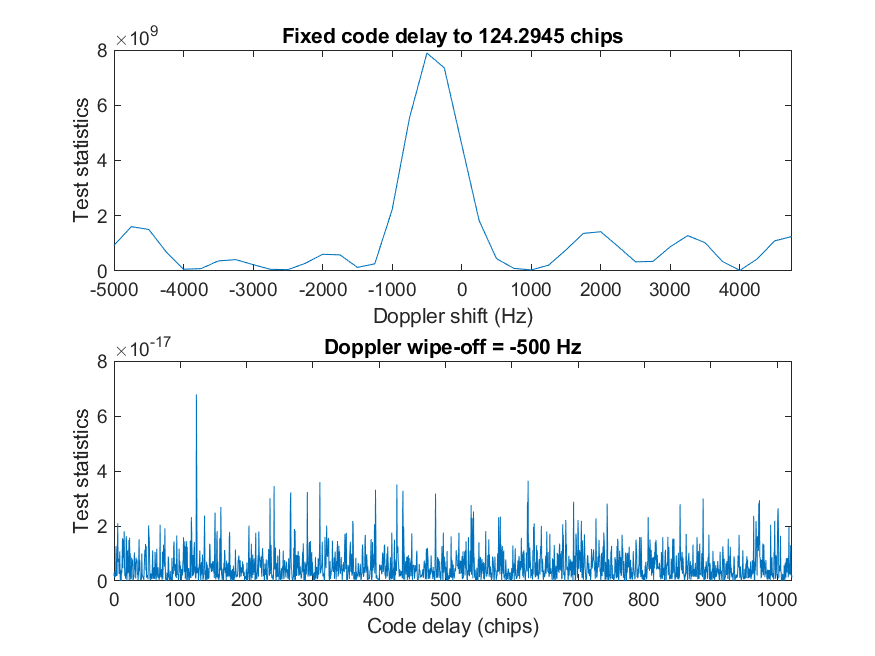 ×10^9
Fixed code delay to 124.2945 chips
8
6
4
2
0
Test statistics
-5000 -4000 -3000 -2000 -1000 0 1000 2000 3000 4000
Doppler shift (Hz)
×10^-17
Doppler wipe-off = -500 Hz
8
6
4
2
0
Test statistics
0 100 200 300 400 500 600 700 800 900 1000
Code delay (chips)